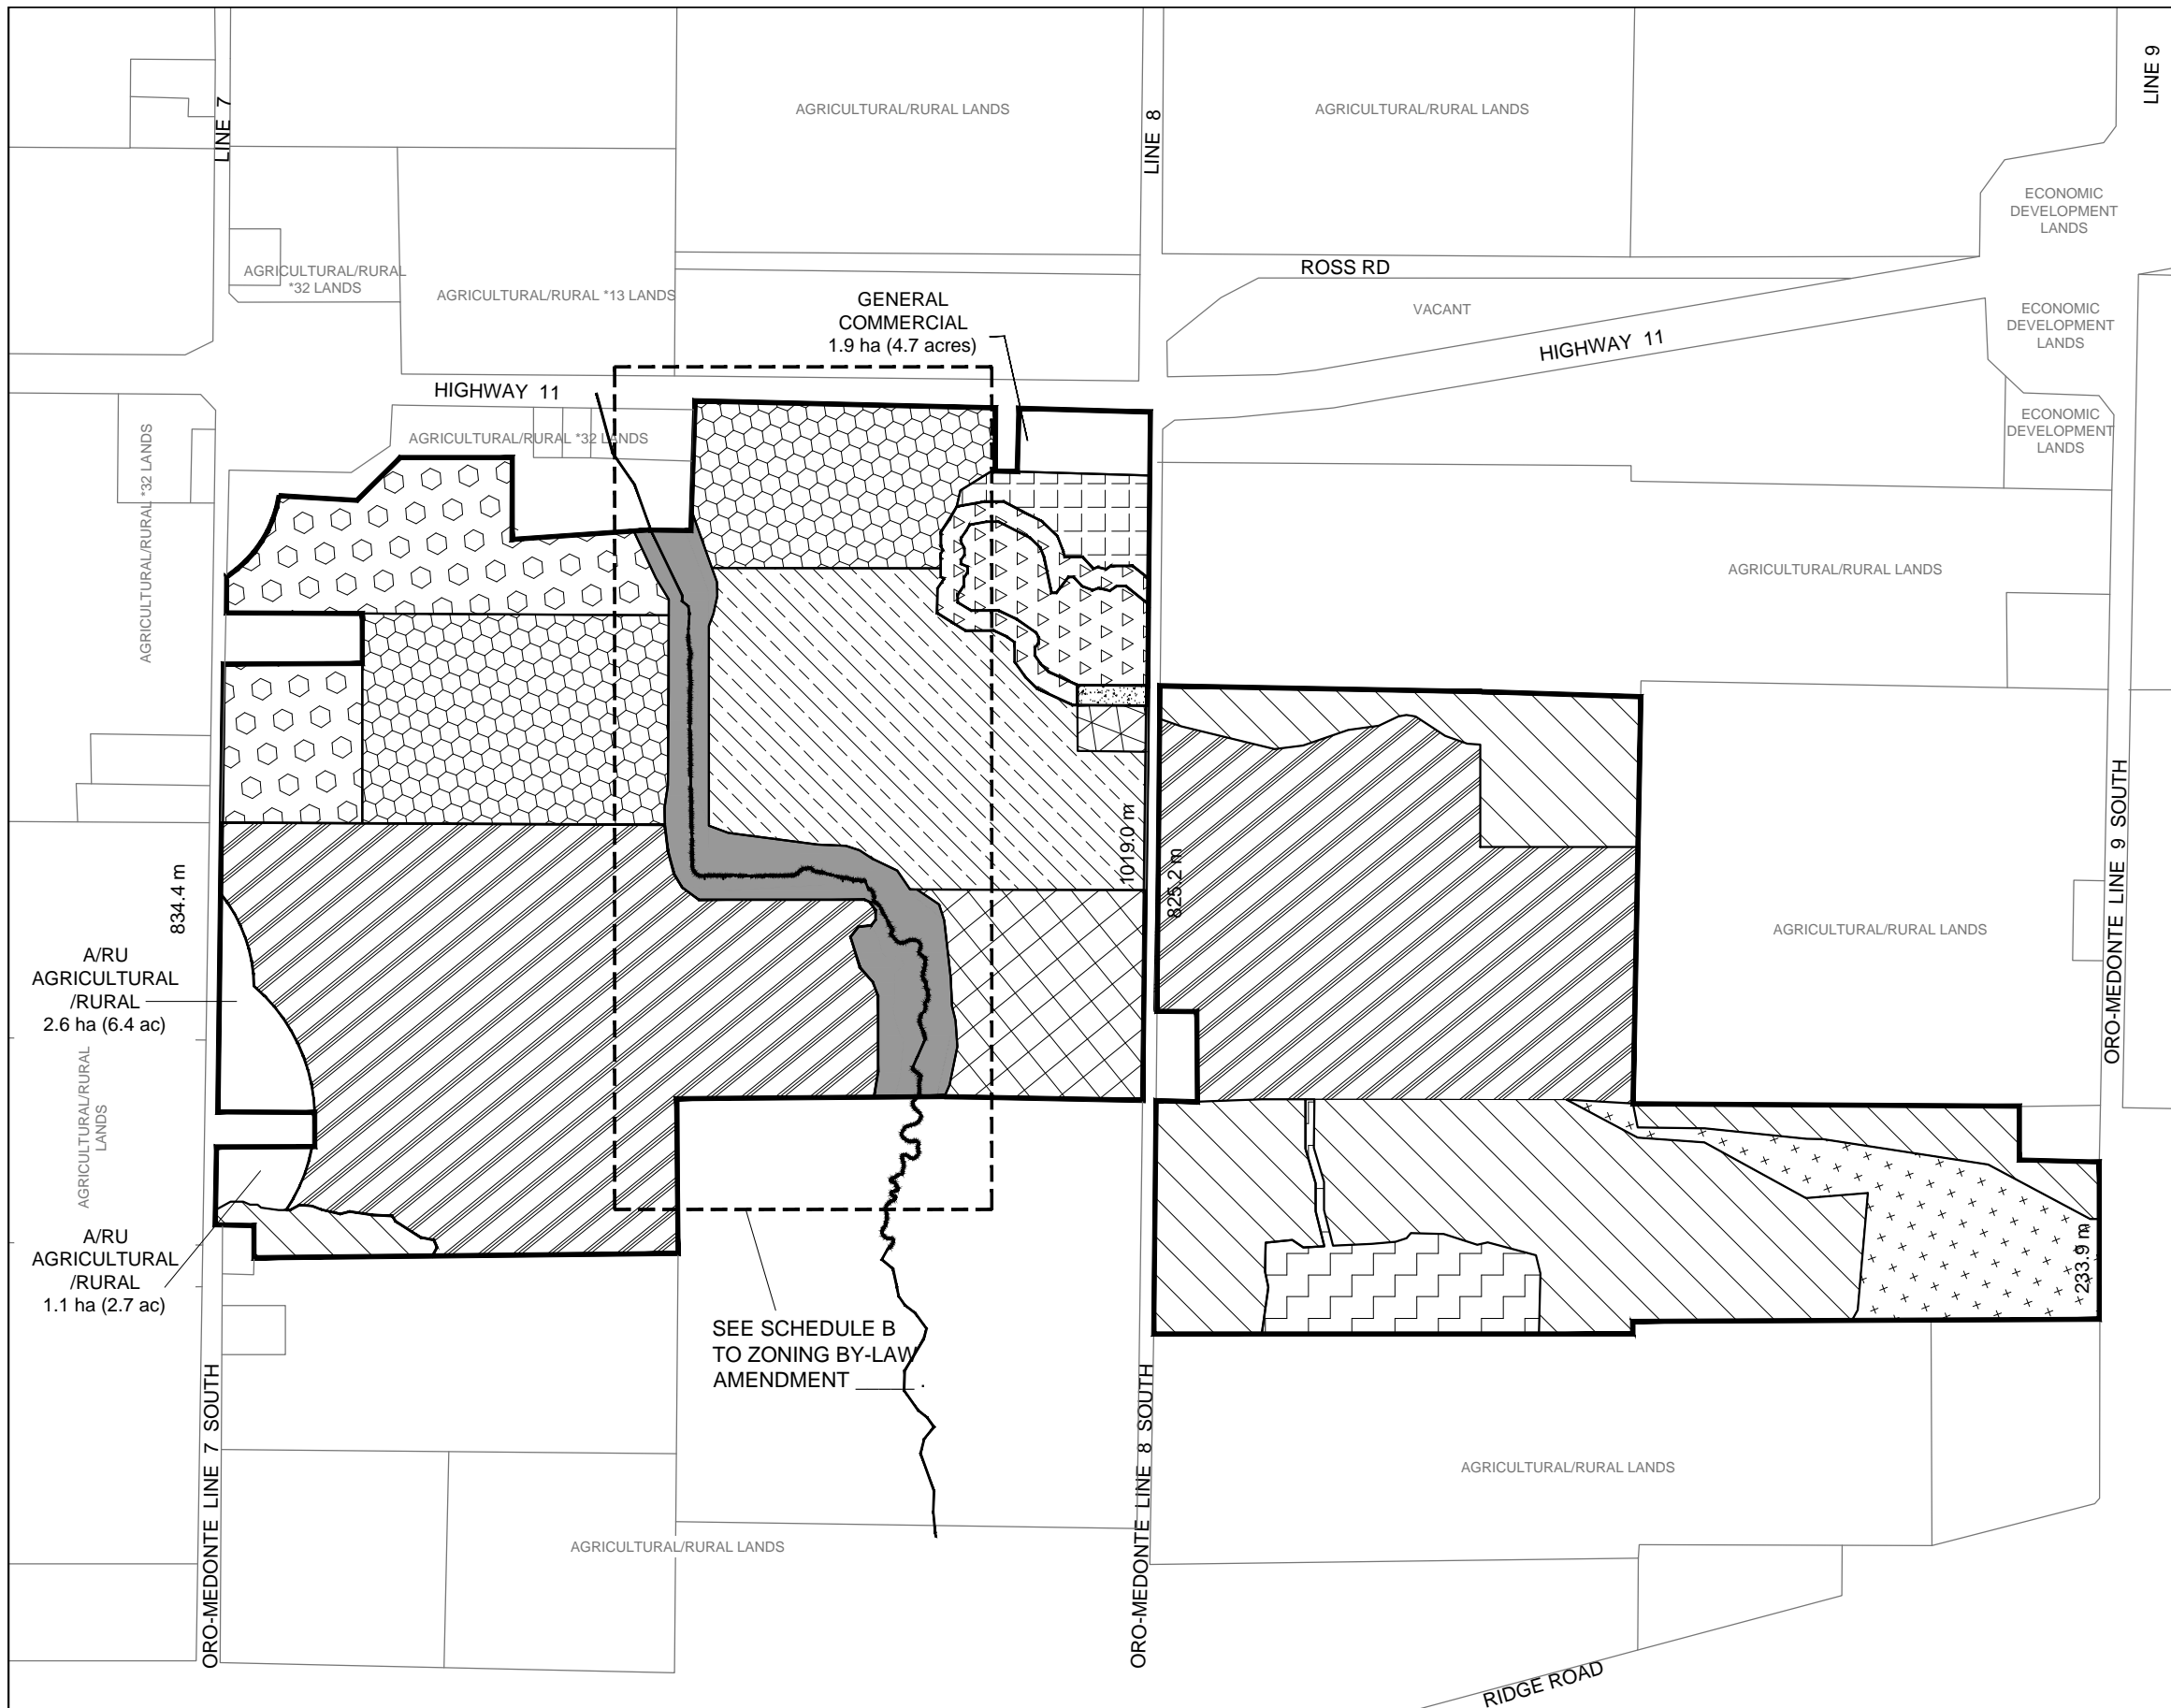 LINE 7
AGRICULTURAL/RURAL LANDS
LINE 8
AGRICULTURAL/RURAL LANDS
LINE 9
ECONOMIC
DEVELOPMENT
LANDS
AGRICULTURAL/RURAL
*32 LANDS
AGRICULTURAL/RURAL *13 LANDS
GENERAL
COMMERCIAL
1.9 ha (4.7 acres)
ROSS RD
VACANT
HIGHWAY 11
ECONOMIC
DEVELOPMENT
LANDS
HIGHWAY 11
AGRICULTURAL/RURAL *32 LANDS
ECONOMIC
DEVELOPMENT
LANDS
AGRICULTURAL/RURAL *32 LANDS
AGRICULTURAL/RURAL LANDS
834.4 m
1019.0 m
825.2 m
AGRICULTURAL/RURAL LANDS
ORO-MEDONTE LINE 9 SOUTH
A/RU
AGRICULTURAL
/RURAL
2.6 ha (6.4 ac)
AGRICULTURAL/RURAL
LANDS
A/RU
AGRICULTURAL
/RURAL
1.1 ha (2.7 ac)
233.9 m
SEE SCHEDULE B
TO ZONING BY-LAW
AMENDMENT _____ .
ORO-MEDONTE LINE 7 SOUTH
ORO-MEDONTE LINE 8 SOUTH
AGRICULTURAL/RURAL LANDS
AGRICULTURAL/RURAL LANDS
RIDGE ROAD